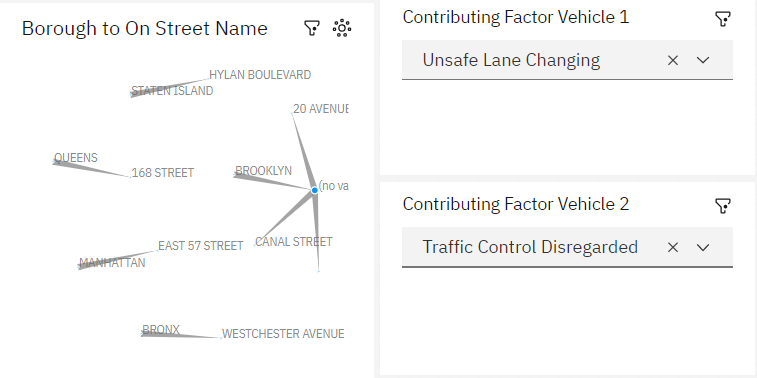 Borough to On Street Name
HYLAN BOULEVARD
STATEN ISLAND
20 AVENUE
QUEENS
168 STREET
BROOKLYN
(no va
EAST 57 STREET
CANAL STREET
MANHATTAN
BRONX
WESTCHESTER AVENUE
Contributing Factor Vehicle 1
Unsafe Lane Changing
Contributing Factor Vehicle 2
Traffic Control Disregarded